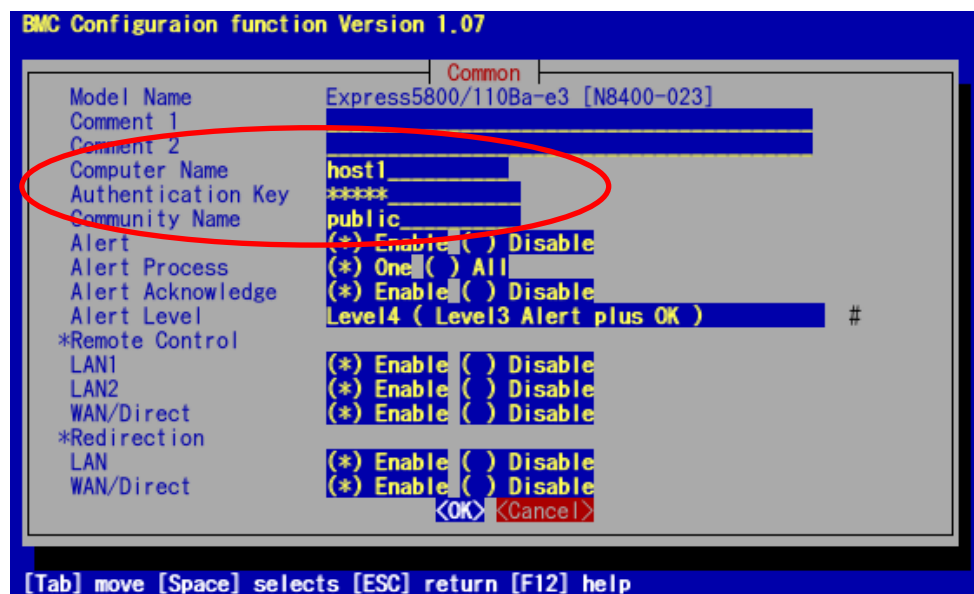 BMC Configuraion function Version 1.07
Common
Model Name Express5800/110Ba-e3 [N8400-023]
Comment 1
Comment 2
Computer Name host1
Authentication Key *****
Community Name public
Alert (*) Enable ( ) Disable
Alert Process (*) One ( ) All
Alert Acknowledge (*) Enable ( ) Disable
Alert Level Level4 ( Level3 Alert plus OK ) #
*Remote Control
LAN1 (*) Enable ( ) Disable
LAN2 (*) Enable ( ) Disable
WAN/Direct (*) Enable ( ) Disable
*Redirection
LAN (*) Enable ( ) Disable
WAN/Direct (*) Enable ( ) Disable
<OK> <Cancel>
[Tab] move [Space] selects [ESC] return [F12] help